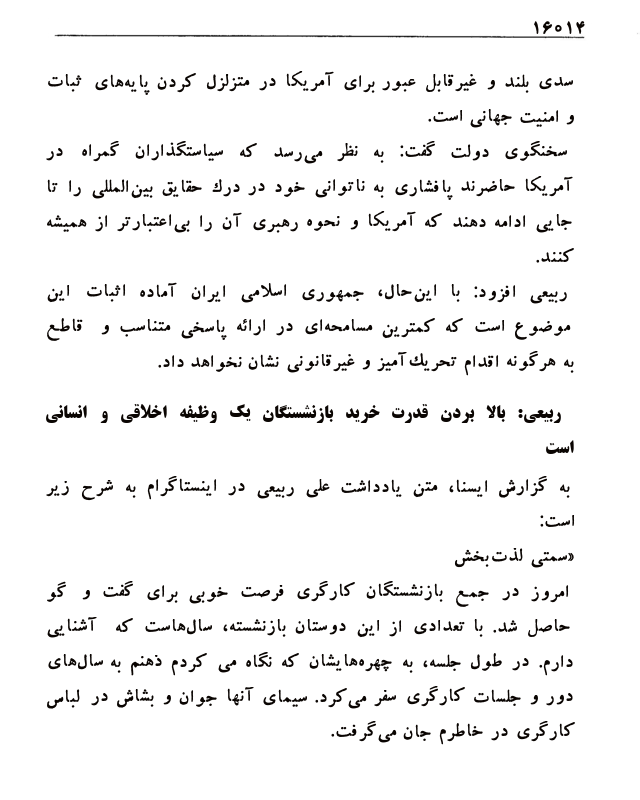 ۱۶۰۱۴
سدی بلند و غیرقابل عبور برای آمریکا در متزلزل کردن پایه‌های ثبات
و امنیت جهانی است.
سخنگوی دولت گفت: به نظر می‌رسد که سیاستگذاران گمراه در
آمریکا حاضرند پافشاری به ناتوانی خود در درك حقایق بین‌المللی را تا
جایی ادامه دهند که آمریکا و نحوه رهبری آن را بی‌اعتبارتر از همیشه
کنند.
ربیعی افزود: با این‌حال، جمهوری اسلامی ایران آماده اثبات این
موضوع است که کمترین مسامحه‌ای در ارائه پاسخی متناسب و قاطع
به هرگونه اقدام تحریك‌آمیز و غیرقانونی نشان نخواهد داد.
ربیعی: بالا بردن قدرت خرید بازنشستگان یک وظیفه اخلاقی و انسانی
است
به گزارش ایسنا، متن یادداشت علی ربیعی در اینستاگرام به شرح زیر
است:
«سمتی لذت‌بخش
امروز در جمع بازنشستگان کارگری فرصت خوبی برای گفت و گو
حاصل شد. با تعدادی از این دوستان بازنشسته، سال‌هاست که آشنایی
دارم. در طول جلسه، به چهره‌هایشان که نگاه می کردم ذهنم به سال‌های
دور و جلسات کارگری سفر می‌کرد. سیمای آنها جوان و بشاش در لباس
کارگری در خاطرم جان می‌گرفت.